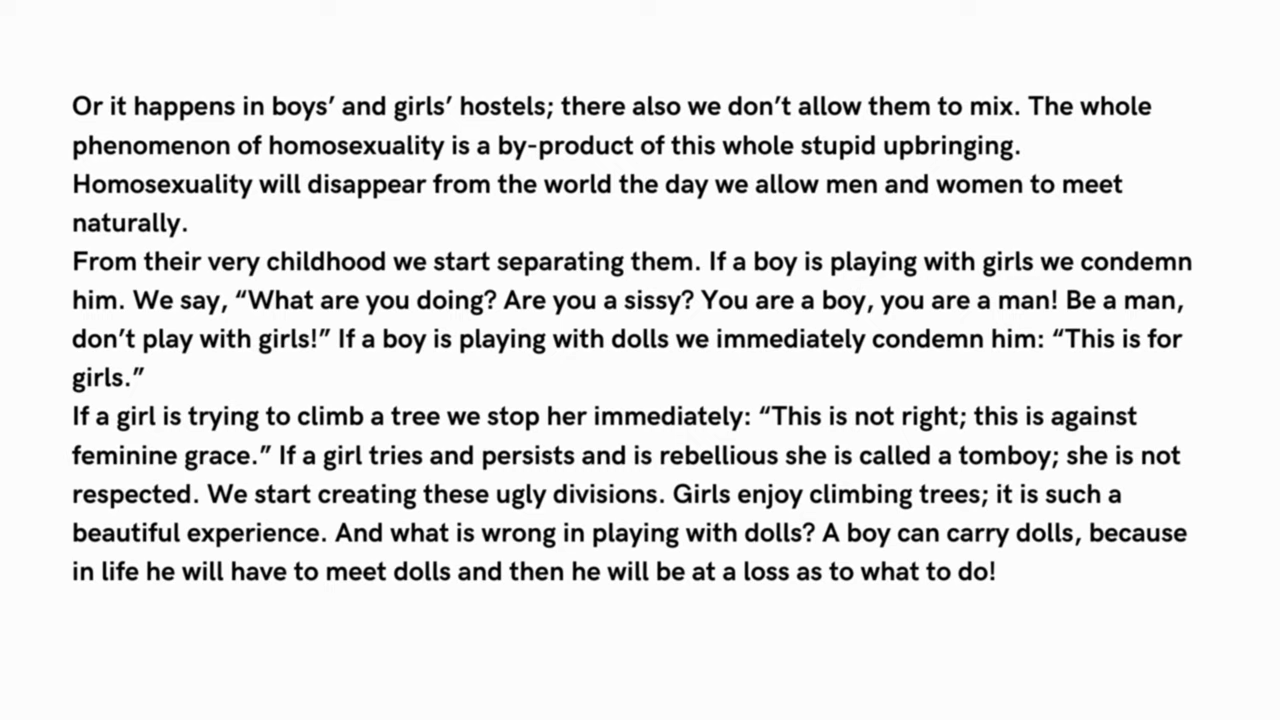 Or it happens in boys’ and girls’ hostels; there also we don’t allow them to mix. The whole
phenomenon of homosexuality is a by-product of this whole stupid upbringing.
Homosexuality will disappear from the world the day we allow men and women to meet
naturally.
From their very childhood we start separating them. If a boy is playing with girls we condemn
him. We say, “What are you doing? Are you a sissy? You are a boy, you are a man! Be a man,
don’t play with girls!” If a boy is playing with dolls we immediately condemn him: “This is for
girls.”
If a girl is trying to climb a tree we stop her immediately: “This is not right; this is against
feminine grace.” If a girl tries and persists and is rebellious she is called a tomboy; she is not
respected. We start creating these ugly divisions. Girls enjoy climbing trees; it is such a
beautiful experience. And what is wrong in playing with dolls? A boy can carry dolls, because
in life he will have to meet dolls and then he will be at a loss as to what to do!